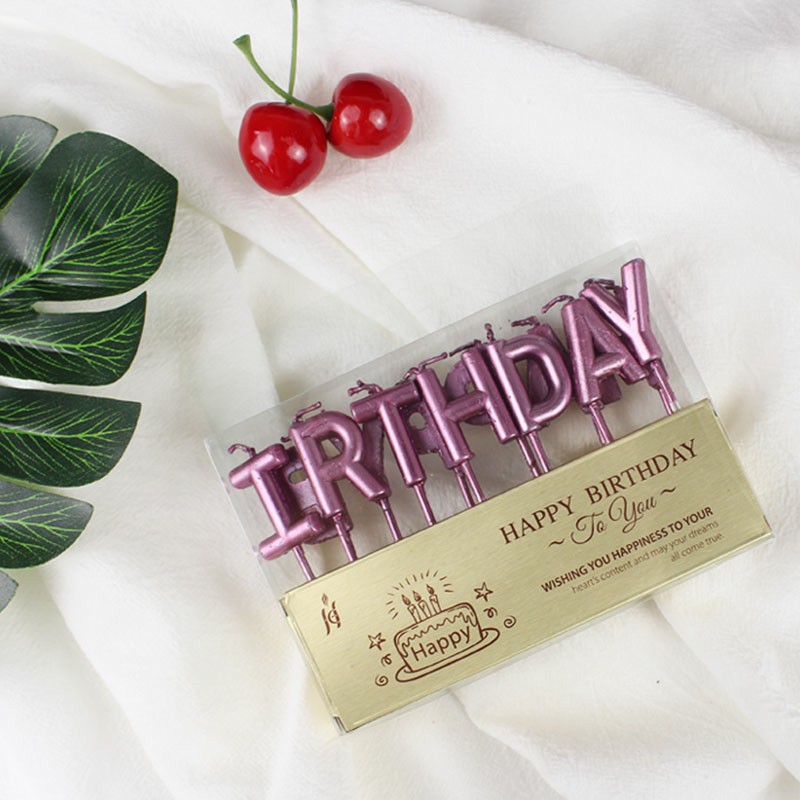 IRTHDAY
HAPPY BIRTHDAY
~ To You ~
WISHING YOU HAPPINESS TO YOUR
heart's content and may your dreams
all come true.
Happy